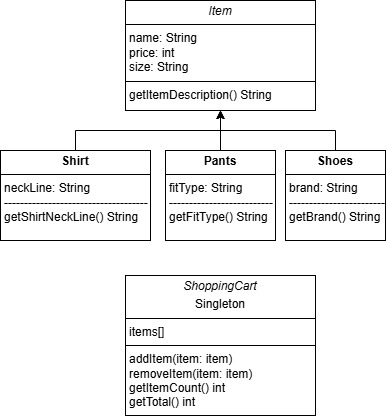 Item
name: String
price: int
size: String
getItemDescription() String
Shirt
neckLine: String
getShirtNeckLine() String
Pants
fitType: String
getFitType() String
Shoes
brand: String
getBrand() String
ShoppingCart
Singleton
items[]
addItem(item: item)
removeItem(item: item)
getItemCount() int
getTotal() int